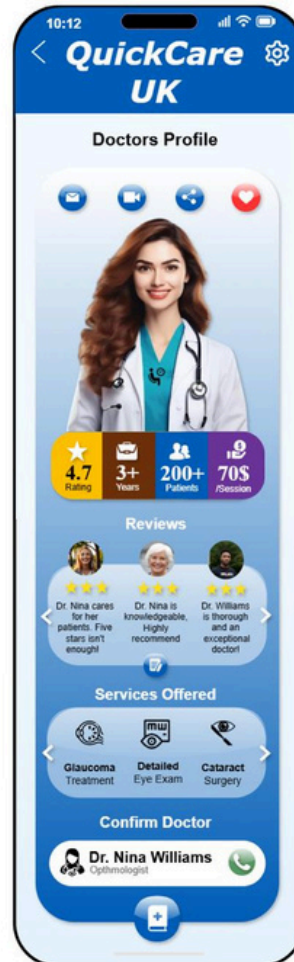 10:12
QuickCare
UK
Doctors Profile
4.7
Rating
3+
Years
200+
Patients
70$
/Session
Reviews
Dr. Nina cares
for her
patients. Five
stars isn't
enough!
Dr. Nina is
knowledgeable,
Highly
recommend
Dr. Williams
is thorough
and an
exceptional
doctor!
Services Offered
Glaucoma
Treatment
Detailed
Eye Exam
Cataract
Surgery
Confirm Doctor
Dr. Nina Williams
Opthmologist